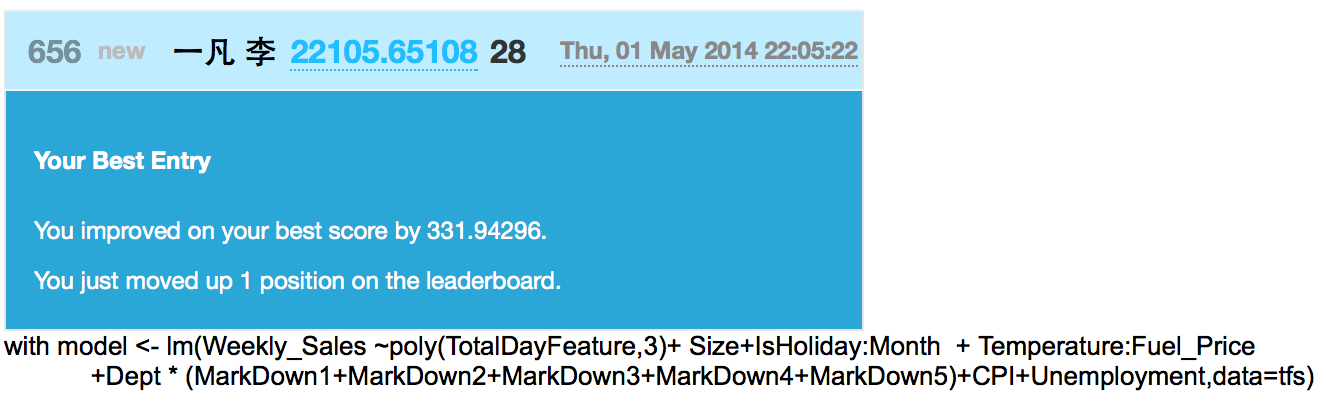 656 new 一凡 李 22105.65108 28 Thu, 01 May 2014 22:05:22
Your Best Entry
You improved on your best score by 331.94296.
You just moved up 1 position on the leaderboard.
with model <- lm(Weekly_Sales ~poly(TotalDayFeature,3)+ Size+IsHoliday:Month + Temperature:Fuel_Price
+Dept * (MarkDown1+MarkDown2+MarkDown3+MarkDown4+MarkDown5)+CPI+Unemployment,data=tfs)